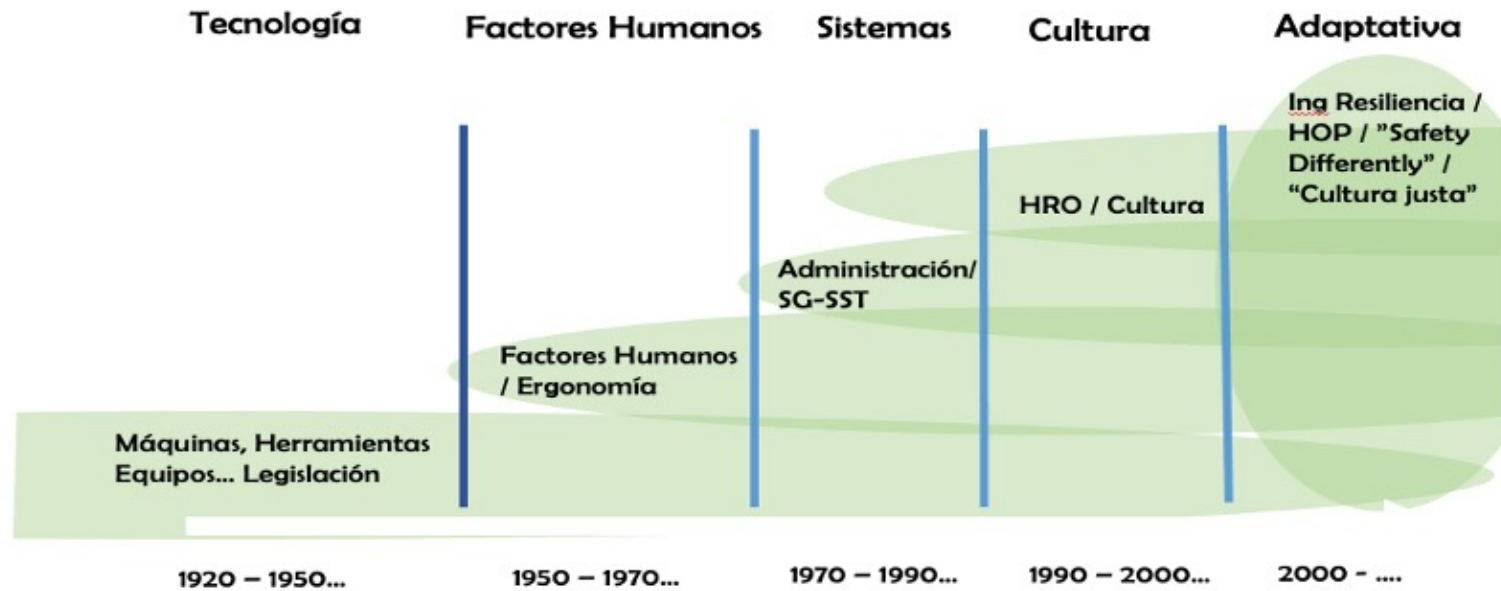 Tecnología
Factores Humanos
Sistemas
Cultura
Adaptativa
Ing Resiliencia /
HOP / ”Safety
Differently” /
“Cultura justa”
HRO / Cultura
Administración/
SG-SST
Factores Humanos
/ Ergonomía
Máquinas, Herramientas
Equipos... Legislación
1920 – 1950...
1950 – 1970...
1970 – 1990...
1990 – 2000...
2000 - ....